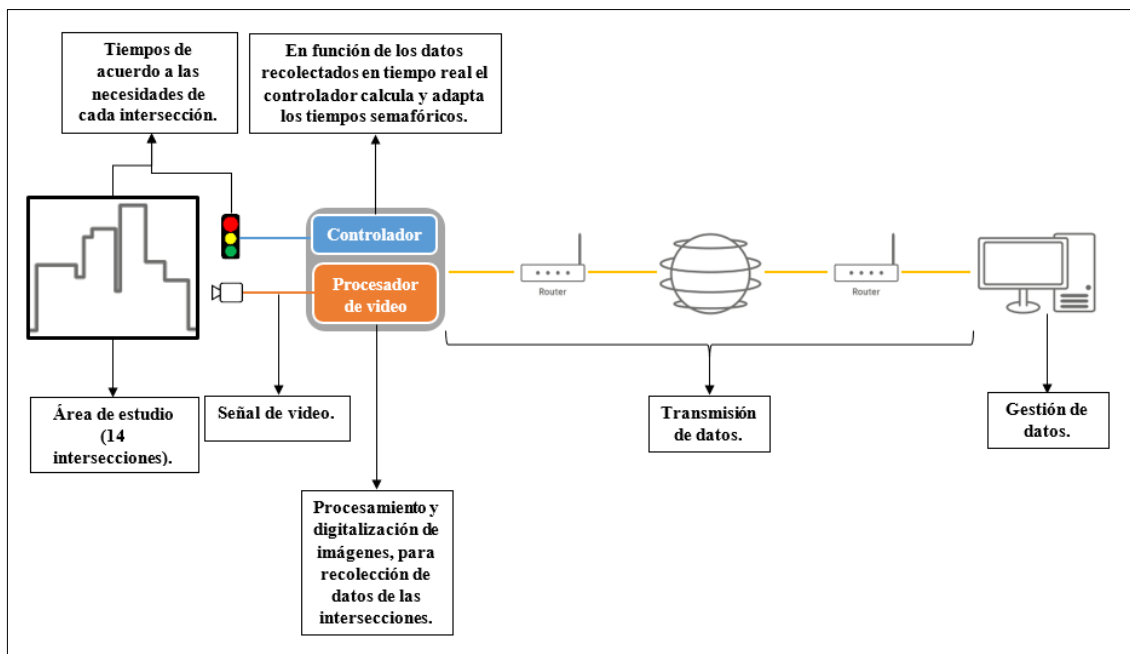 Tiempos de
acuerdo a las
necesidades de
cada intersección.
En función de los datos
recolectados en tiempo real el
controlador calcula y adapta
los tiempos semafóricos.
Controlador
Procesador
de video
Router
Router
Área de estudio
(14
intersecciones).
Señal de video.
Transmisión
de datos.
Gestión de
datos.
Procesamiento y
digitalización de
imágenes, para
recolección de
datos de las
intersecciones.